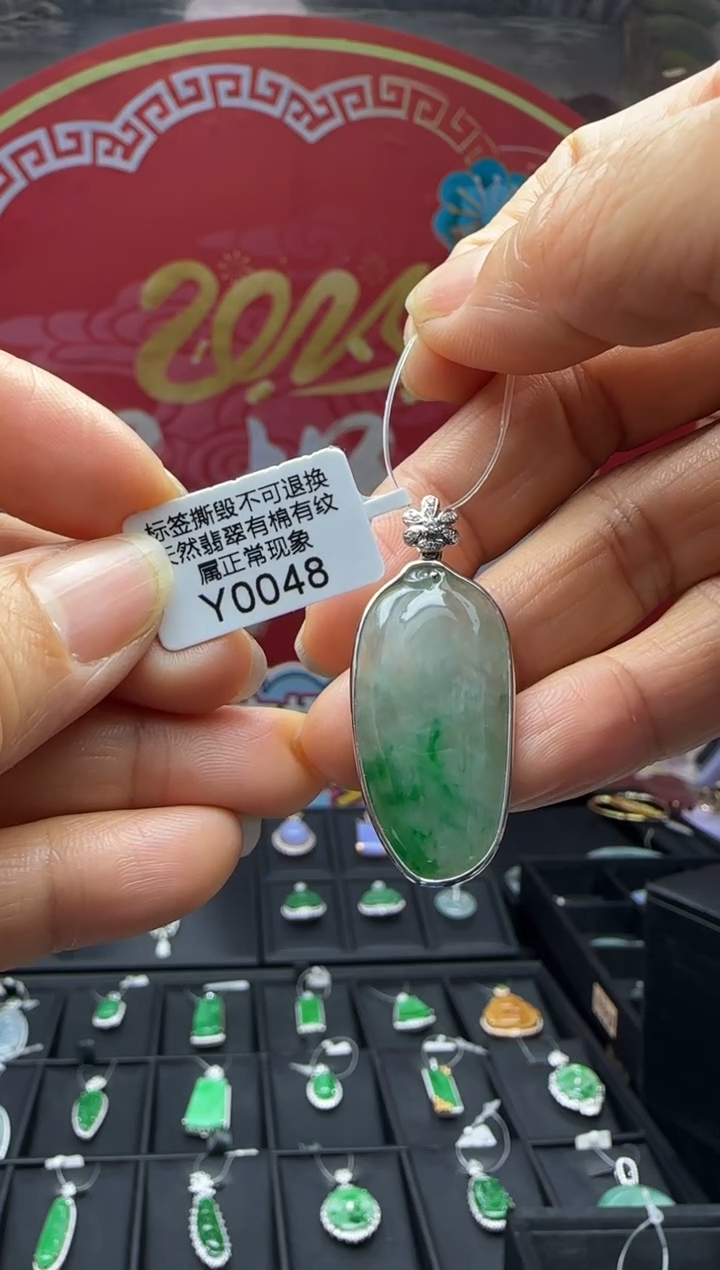 标签撕毁不可退换
天然翡翠有棉有纹
属正常现象
Y0048